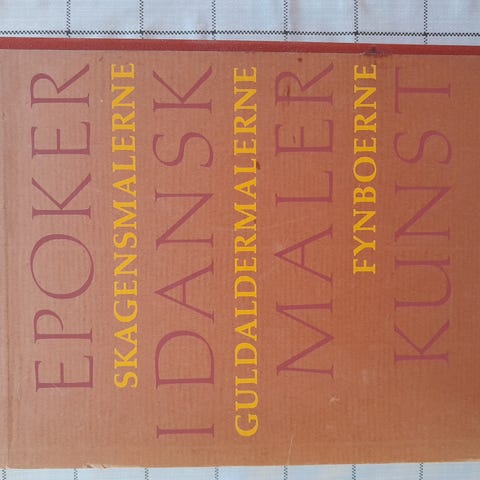 EPOKER
SKAGENSMALERNE
I DANSK
GULDALDERMALERNE
MALER
FYNBOERNE
KUNST